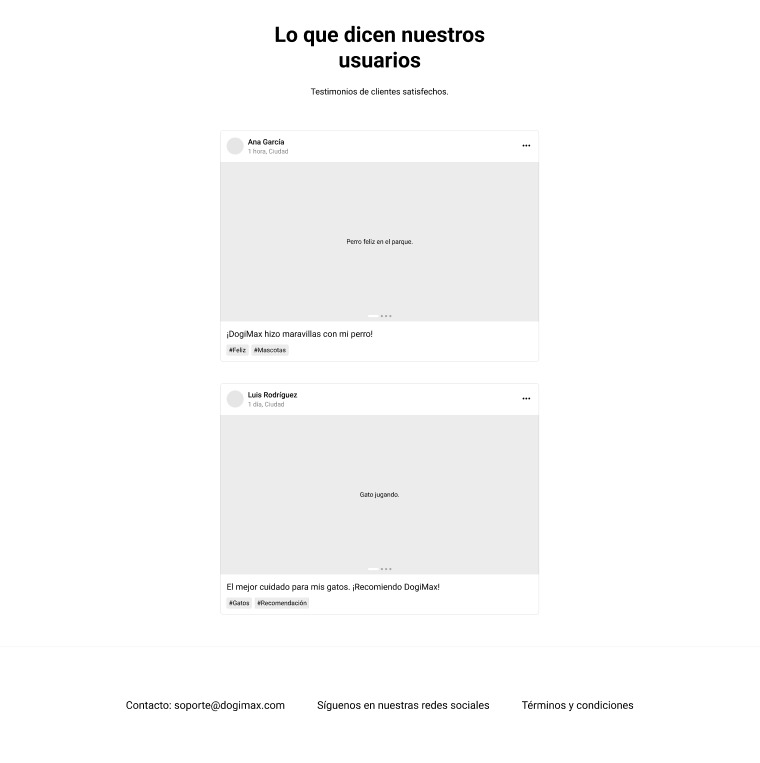 Lo que dicen nuestros
usuarios
Testimonios de clientes satisfechos.
Ana García
1 hora, Ciudad
Perro feliz en el parque.
¡DogiMax hizo maravillas con mi perro!
#Feliz #Mascotas
Luis Rodríguez
1 día, Ciudad
Gato jugando.
El mejor cuidado para mis gatos. ¡Recomiendo DogiMax!
#Gatos #Recomendación
Contacto: soporte@dogimax.com Síguenos en nuestras redes sociales Términos y condiciones